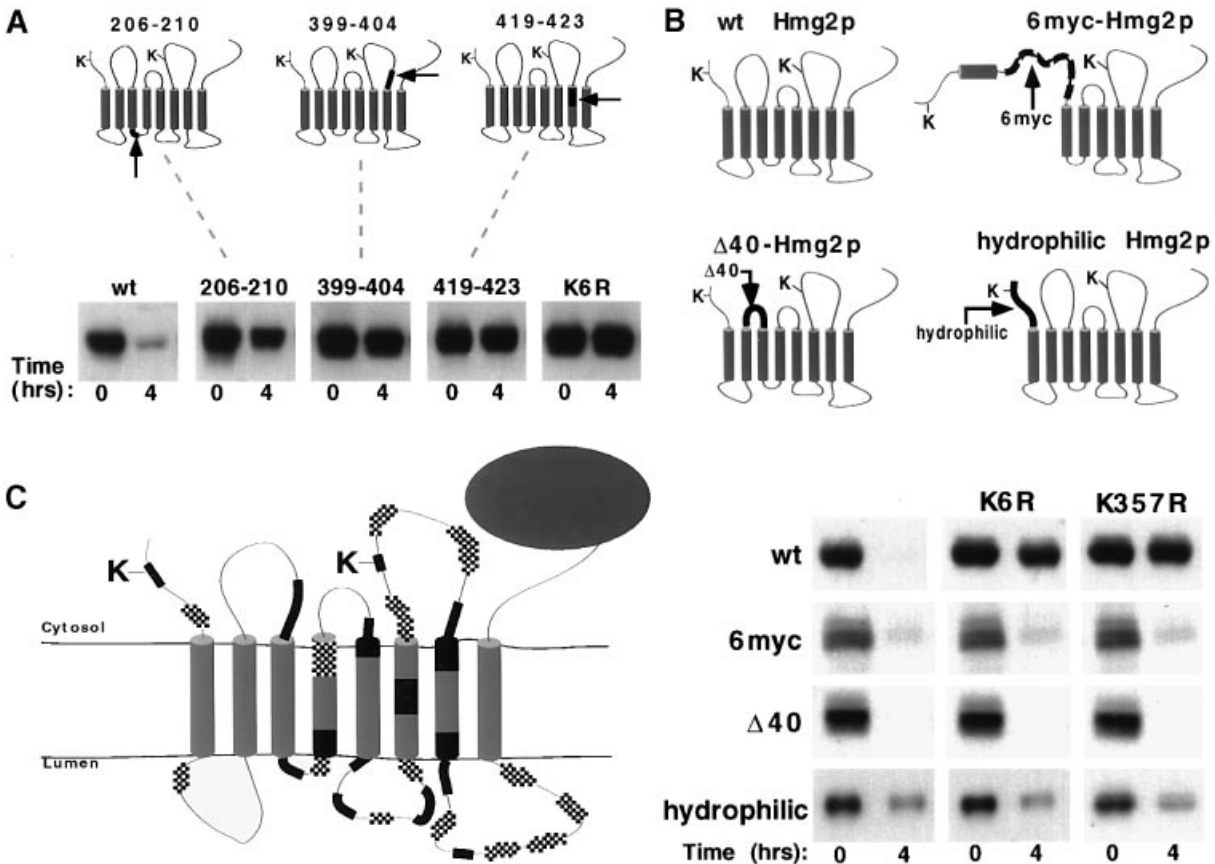 A
206-210 399-404 419-423
K K K K K K
wt 206-210 399-404 419-423 K6R
Time (hrs): 0 4 0 4 0 4 0 4 0 4
B
wt Hmg2p 6myc-Hmg2p
K K K K
6myc
Δ40-Hmg2p hydrophilic Hmg2p
Δ40
K K K K
hydrophilic
C
K K
Cytosol
Lumen
K6R K357R
wt
6myc
Δ40
hydrophilic
Time (hrs): 0 4 0 4 0 4